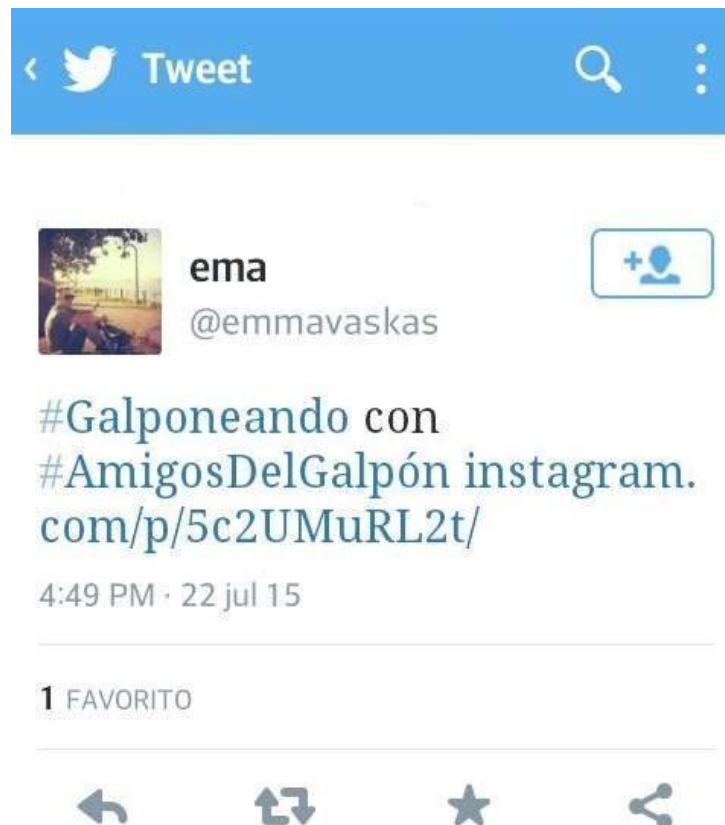 Tweet
ema
@emmavaskas
#Galponeando con
#AmigosDelGalpón instagram.
com/p/5c2UMuRL2t/
4:49 PM · 22 jul 15
1 FAVORITO